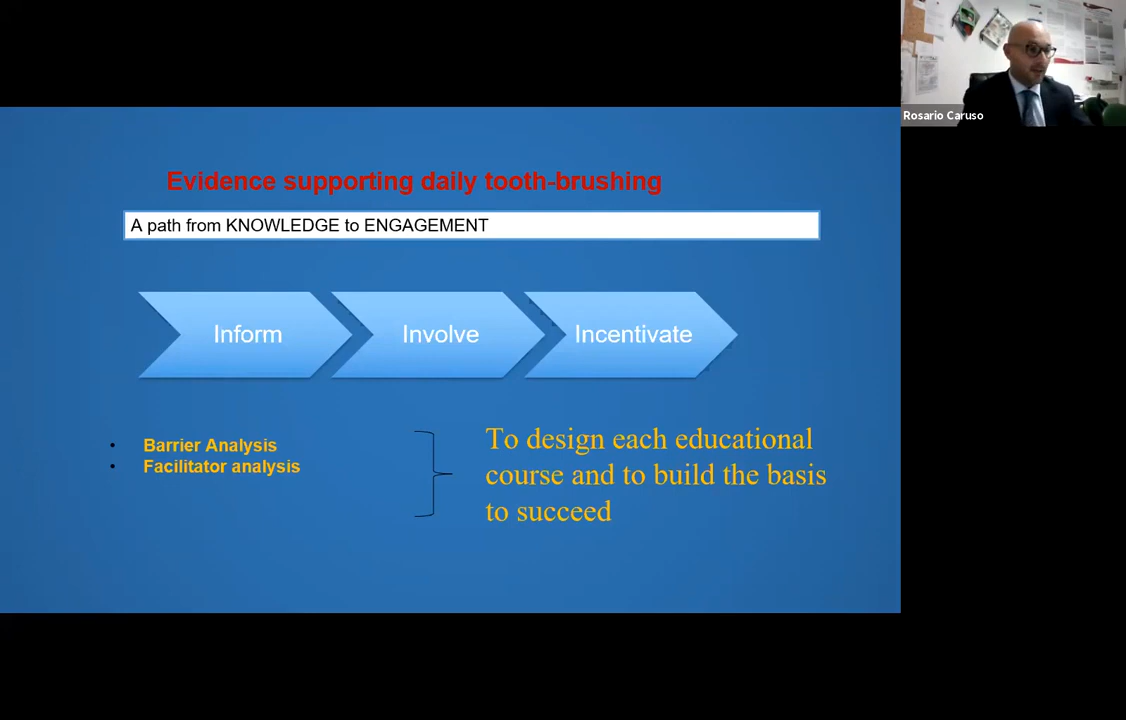 Rosario Caruso
Evidence supporting daily tooth-brushing
A path from KNOWLEDGE to ENGAGEMENT
Inform
Involve
Incentivate
• Barrier Analysis
• Facilitator analysis
To design each educational
course and to build the basis
to succeed